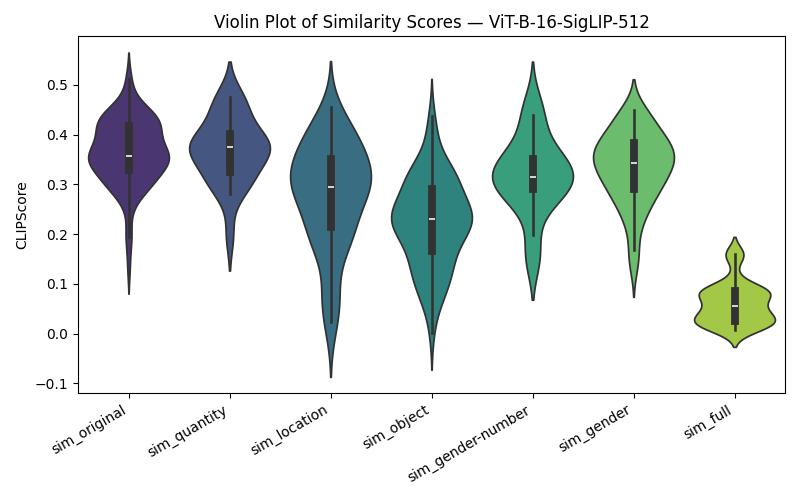 Violin Plot of Similarity Scores — ViT-B-16-SigLIP-512
CLIPScore
0.5
0.4
0.3
0.2
0.1
0.0
−0.1
sim_original
sim_quantity
sim_location
sim_object
sim_gender-number
sim_gender
sim_full